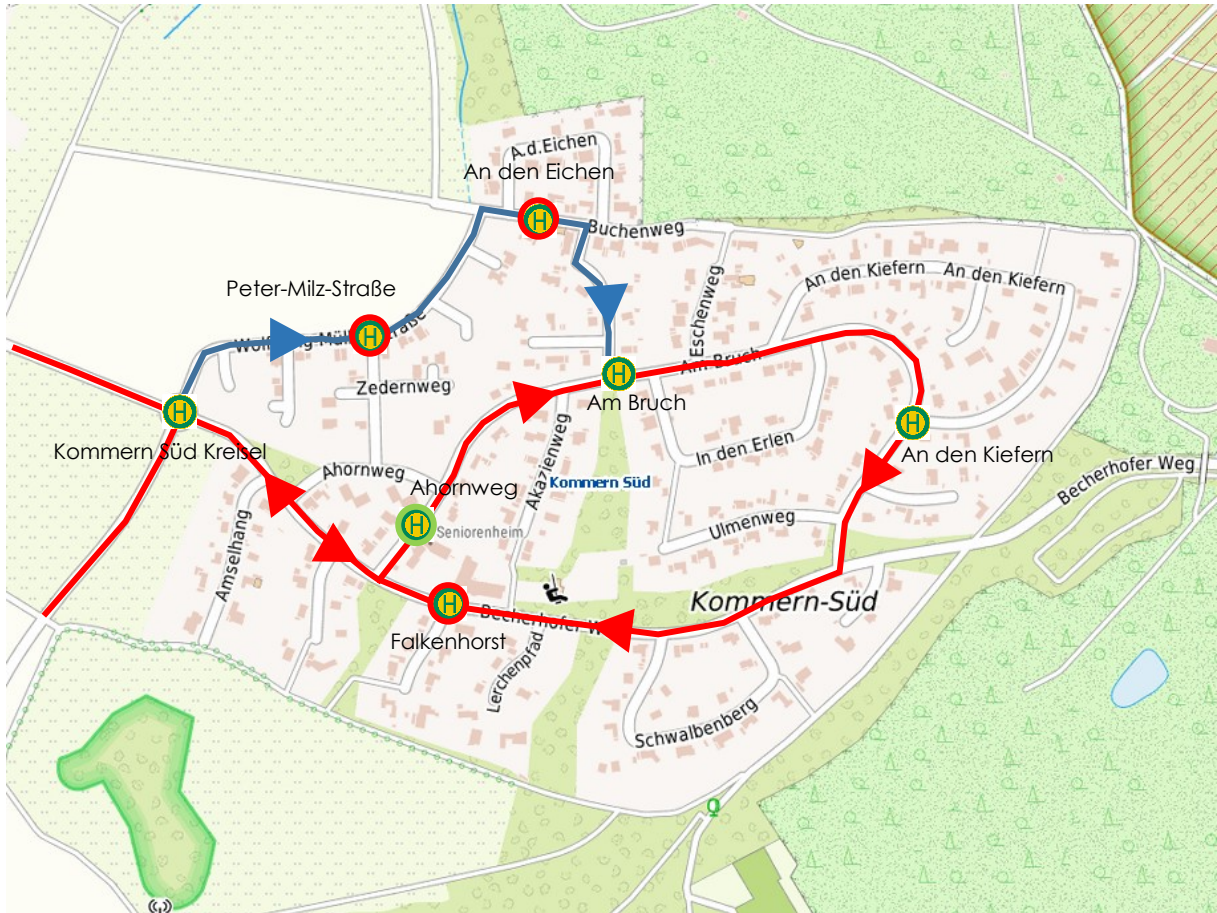 A.d.Eichen
An den Eichen
H
Buchenweg
Peter-Milz-Straße
An den Kiefern
An den Kiefern
Eschenweg
H
Zedernweg
Am Bruch
H
Am Bruch
H
Kommern Süd Kreisel
H
An den Kiefern
In den Erlen
Akazienweg
Becherhofer Weg
Ahornweg
Ahornweg
Kommern Süd
H
Seniorenheim
Ulmenweg
Amselhang
H
Kommern-Süd
Becherhofer
Falkenhorst
Lerchenpfad
Schwalbenberg